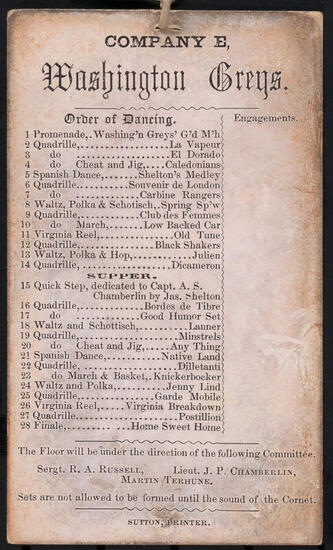 COMPANY E,
Washington Greys.
Order of Dancing.
Engagements.
1 Promenade,..Washing'n Greys' G'd M'h
2 Quadrille,....................La Vapeur
3 do ....................El Dorado
4 do Cheat and Jig,....Caledonians
5 Spanish Dance,......Shelton's Medley
6 Quadrille,..........Souvenir de London
7 do ..............Carbine Rangers
8 Waltz, Polka & Schotisch,..Spring Sp'w
9 Quadrille,............Club des Femmes
10 do March,......Low Backed Car
11 Virginia Reel,..............Old Tune
12 Quadrille,..............Black Shakers
13 Waltz, Polka & Hop,............Julien
14 Quadrille, ................Dicameron
SUPPER.
15 Quick Step, dedicated to Capt. A. S.
Chamberlin by Jas. Shelton
16 Quadrille,..............Bordes de Tibre
17 do ............Good Humor Set
18 Waltz and Schottisch,..........Lanner
19 Quadrille,..................Minstrels
20 do Cheat and Jig,....Any Thing
21 Spanish Dance,..........Native Land
22 Quadrille, ..................Dilletanti
23 do March & Basket,..Knickerbocker
24 Waltz and Polka,..........Jenny Lind
25 Quadrille,..............Garde Mobile
26 Virginia Reel,......Virginia Breakdown
27 Quadrille,..................Postillion
28 Finale,............Home Sweet Home
The Floor will be under the direction of the following Committee.
Sergt. R. A. RUSSELL, Lieut. J. P. CHAMBERLIN,
MARTIN TERHUNE.
Sets are not allowed to be formed until the sound of the Cornet.
SUTTON, PRINTER.